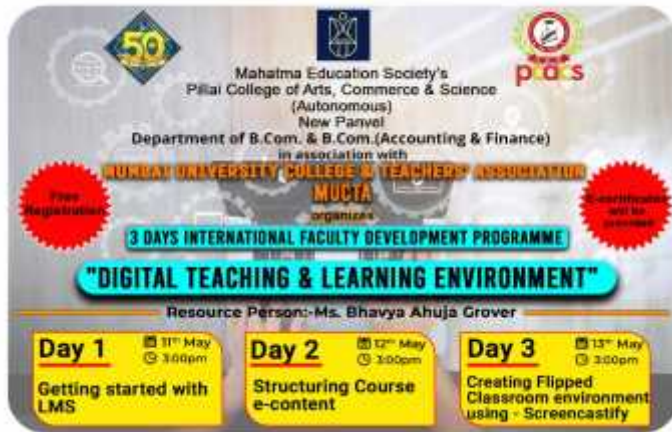 50
pcacs
Mahatma Education Society's
Pillai College of Arts, Commerce & Science
(Autonomous)
New Panvel
Department of B.Com. & B.Com.(Accounting & Finance)
in association with
MUMBAI UNIVERSITY COLLEGE & TEACHERS' ASSOCIATION
MUCTA
Free
Registration
E-certificates
will be
provided
organizes
3 DAYS INTERNATIONAL FACULTY DEVELOPMENT PROGRAMME
"DIGITAL TEACHING & LEARNING ENVIRONMENT"
Resource Person:-Ms. Bhavya Ahuja Grover
Day 1
11th May
3:00pm
Getting started with
LMS
Day 2
12th May
3:00pm
Structuring Course
e-content
Day 3
13th May
3:00pm
Creating Flipped
Classroom environment
using - Screencastify